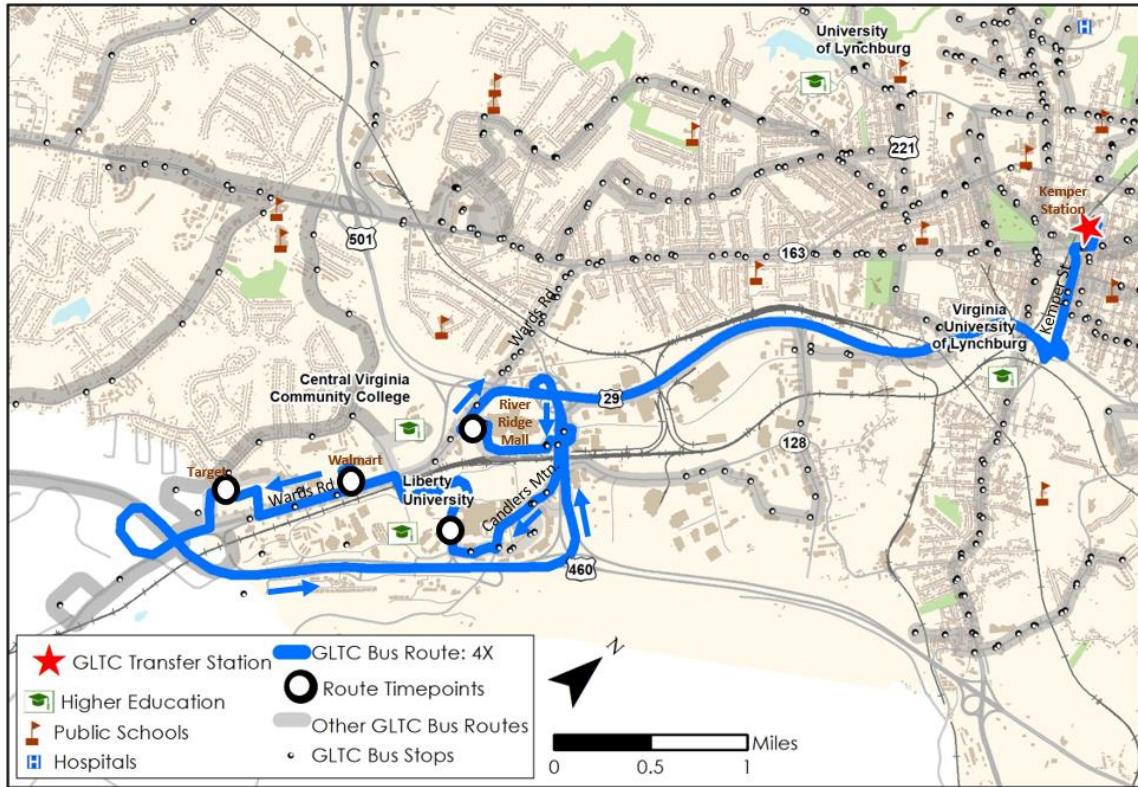 University
of Lynchburg
H
221
Kemper
Station
501
163
Wards Rd.
Kemper St.
Virginia
University
of Lynchburg
Central Virginia
Community College
River
Ridge
Mall
29
128
Target
Walmart
Wards Rd.
Liberty
University
Candlers Mtn.
460
GLTC Transfer Station
Higher Education
Public Schools
H Hospitals
GLTC Bus Route: 4X
Route Timepoints
Other GLTC Bus Routes
GLTC Bus Stops
N
Miles
0 0.5 1